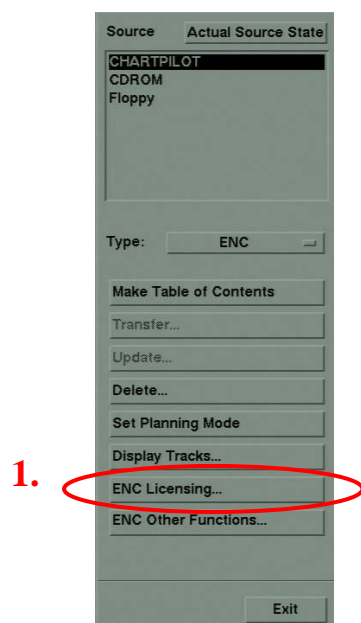 Source Actual Source State
CHARTPILOT
CDROM
Floppy
Type: ENC
Make Table of Contents
Transfer...
Update...
Delete...
Set Planning Mode
Display Tracks...
1. ENC Licensing...
ENC Other Functions...
Exit